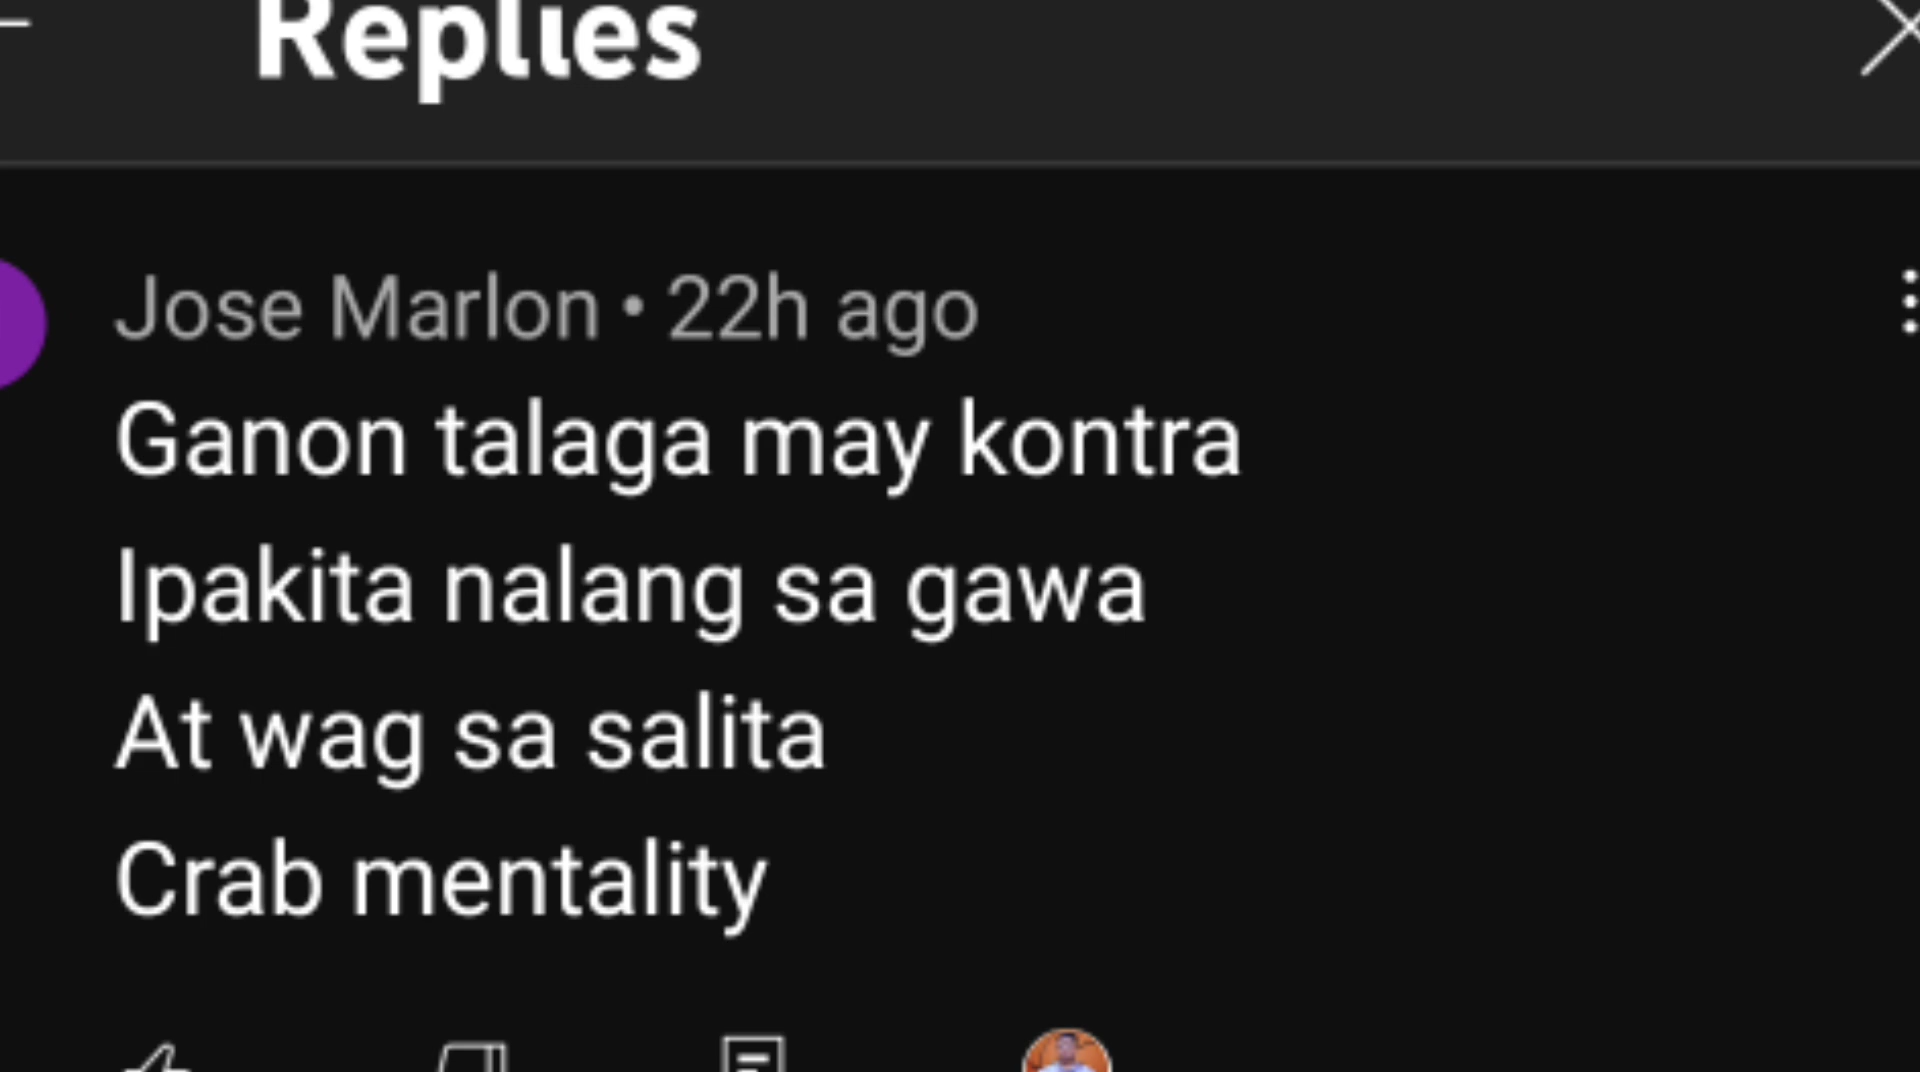 Replies
Jose Marlon • 22h ago
Ganon talaga may kontra
Ipakita nalang sa gawa
At wag sa salita
Crab mentality